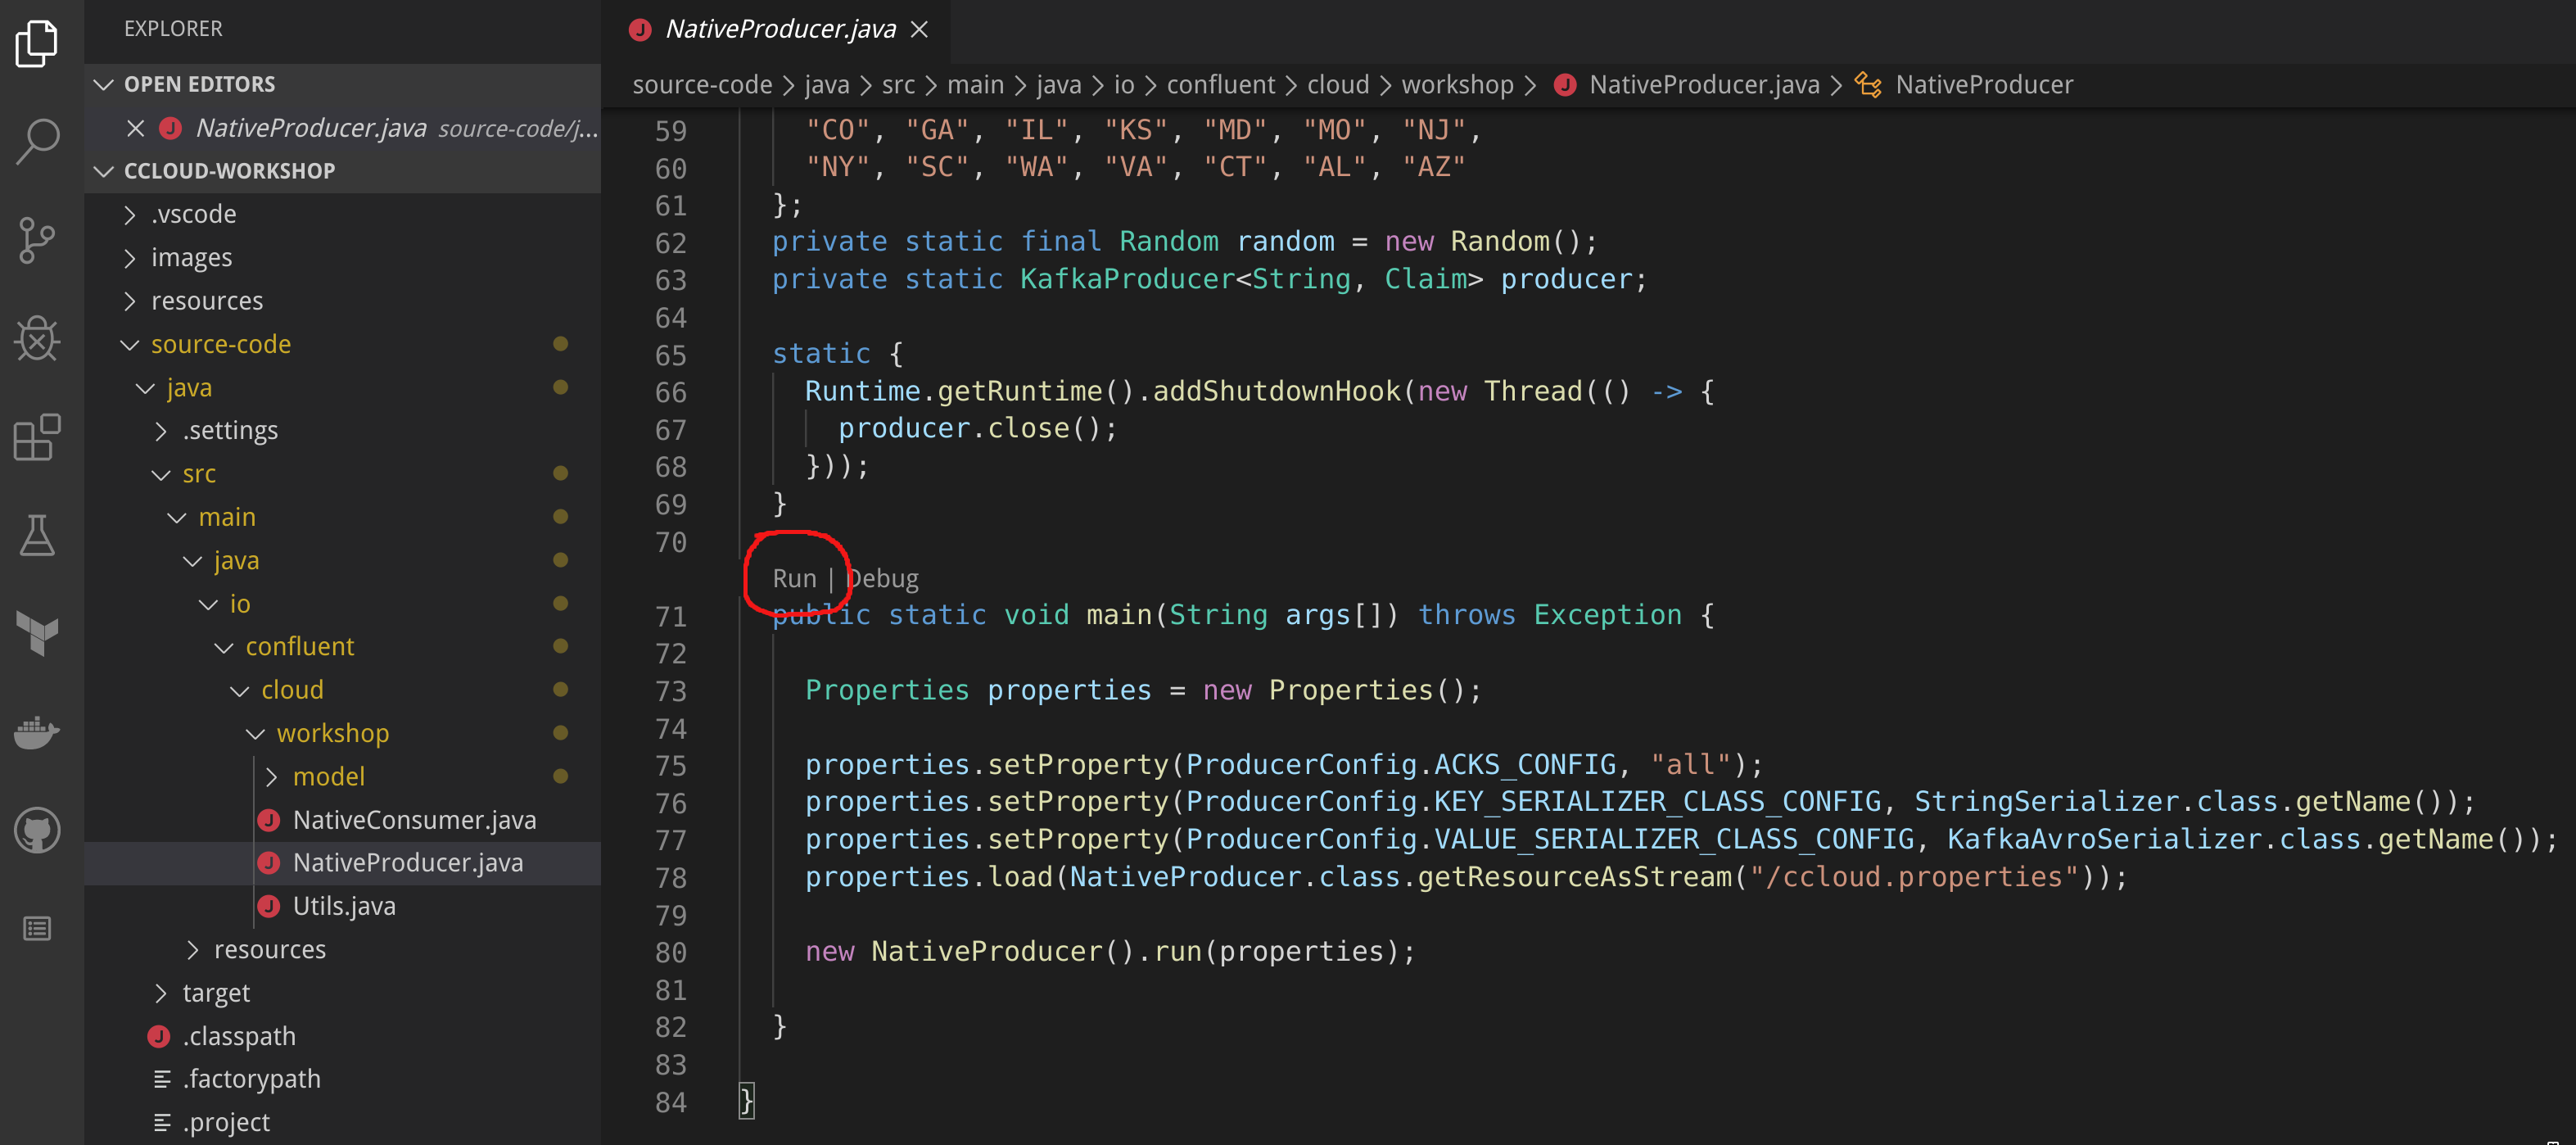 EXPLORER
OPEN EDITORS
NativeProducer.java source-code/j...
CCLOUD-WORKSHOP
.vscode
images
resources
source-code
java
.settings
src
main
java
io
confluent
cloud
workshop
model
NativeConsumer.java
NativeProducer.java
Utils.java
resources
target
.classpath
.factorypath
.project
NativeProducer.java
source-code > java > src > main > java > io > confluent > cloud > workshop > NativeProducer.java > NativeProducer
59 "CO", "GA", "IL", "KS", "MD", "MO", "NJ",
60 "NY", "SC", "WA", "VA", "CT", "AL", "AZ"
61 };
62 private static final Random random = new Random();
63 private static KafkaProducer<String, Claim> producer;
64
65 static {
66 Runtime.getRuntime().addShutdownHook(new Thread(() -> {
67 producer.close();
68 }));
69 }
70
Run | Debug
71 public static void main(String args[]) throws Exception {
72
73 Properties properties = new Properties();
74
75 properties.setProperty(ProducerConfig.ACKS_CONFIG, "all");
76 properties.setProperty(ProducerConfig.KEY_SERIALIZER_CLASS_CONFIG, StringSerializer.class.getName());
77 properties.setProperty(ProducerConfig.VALUE_SERIALIZER_CLASS_CONFIG, KafkaAvroSerializer.class.getName());
78 properties.load(NativeProducer.class.getResourceAsStream("/ccloud.properties"));
79
80 new NativeProducer().run(properties);
81
82 }
83
84 }